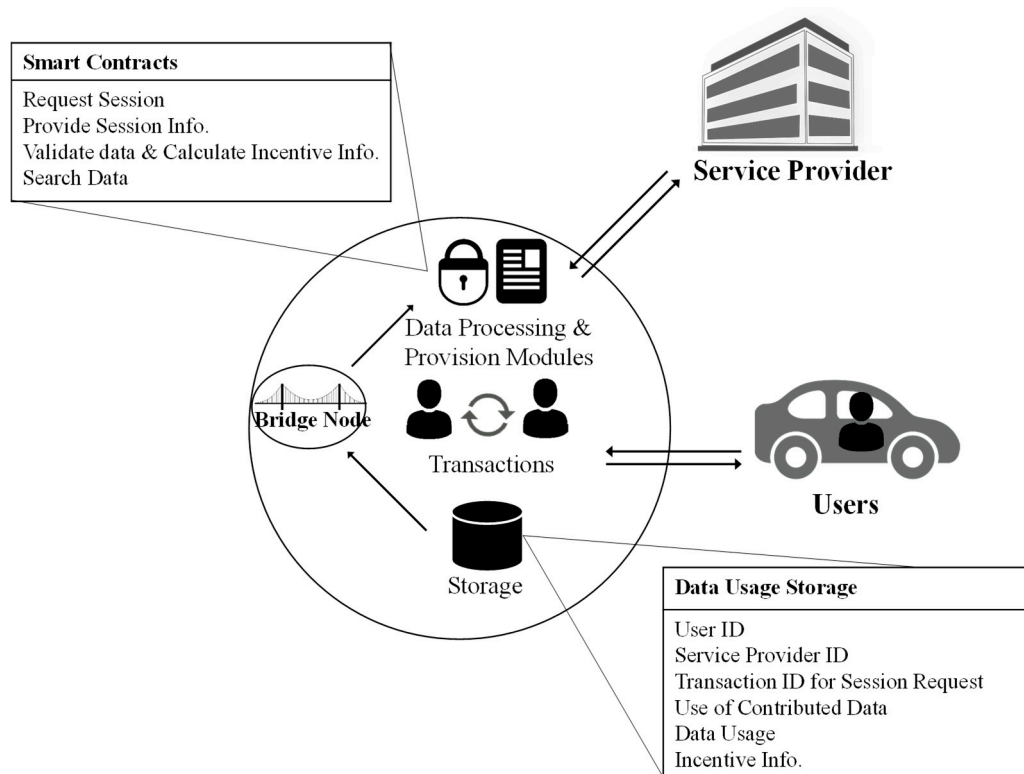 Smart Contracts
Request Session
Provide Session Info.
Validate data & Calculate Incentive Info.
Search Data
Service Provider
Data Processing &
Provision Modules
Bridge Node
Transactions
Users
Storage
Data Usage Storage
User ID
Service Provider ID
Transaction ID for Session Request
Use of Contributed Data
Data Usage
Incentive Info.